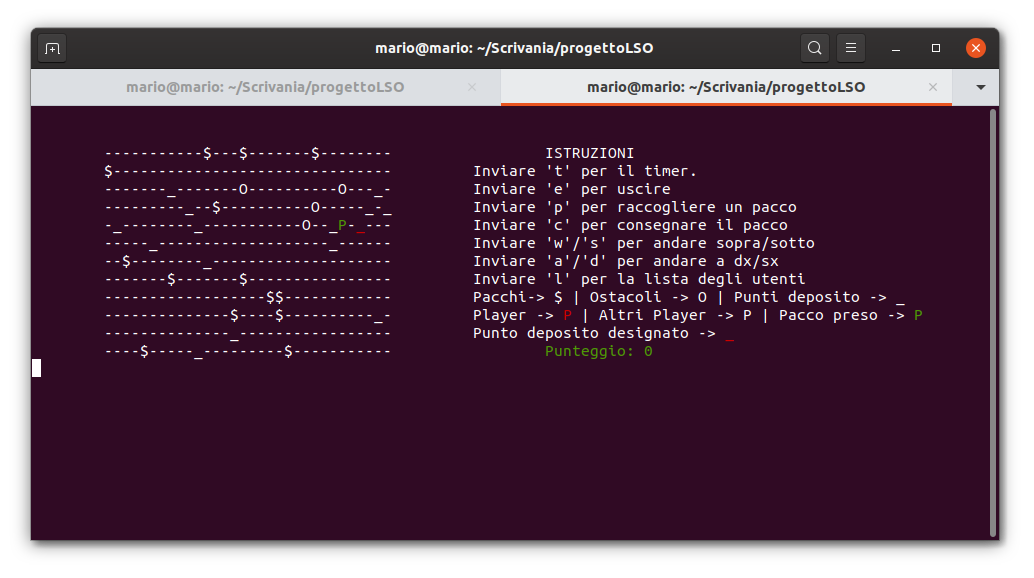 mario@mario: ~/Scrivania/progettoLSO
mario@mario: ~/Scrivania/progettoLSO
mario@mario: ~/Scrivania/progettoLSO
-----------$---$-------$-------- ISTRUZIONI
$------------------------------- Inviare 't' per il timer.
-------_-------O----------O---_- Inviare 'e' per uscire
---------_--$----------O-----_-_ Inviare 'p' per raccogliere un pacco
-_--------_-----------O--_P-_--- Inviare 'c' per consegnare il pacco
-----_-------------------_------ Inviare 'w'/'s' per andare sopra/sotto
--$--------_-------------------- Inviare 'a'/'d' per andare a dx/sx
-------$-------$---------------- Inviare 'l' per la lista degli utenti
------------------$$------------ Pacchi-> $ | Ostacoli -> O | Punti deposito -> _
--------------$----$----------_- Player -> P | Altri Player -> P | Pacco preso -> P
--------------_----------------- Punto deposito designato -> _
----$-----_---------$----------- Punteggio: 0